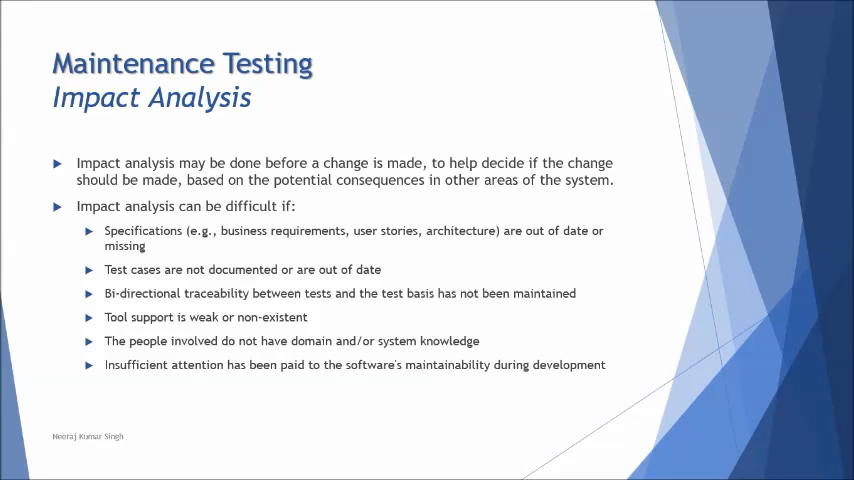 Maintenance Testing
Impact Analysis
Impact analysis may be done before a change is made, to help decide if the change
should be made, based on the potential consequences in other areas of the system.
Impact analysis can be difficult if:
Specifications (e.g., business requirements, user stories, architecture) are out of date or
missing
Test cases are not documented or are out of date
Bi-directional traceability between tests and the test basis has not been maintained
Tool support is weak or non-existent
The people involved do not have domain and/or system knowledge
Insufficient attention has been paid to the software's maintainability during development
Neeraj Kumar Singh